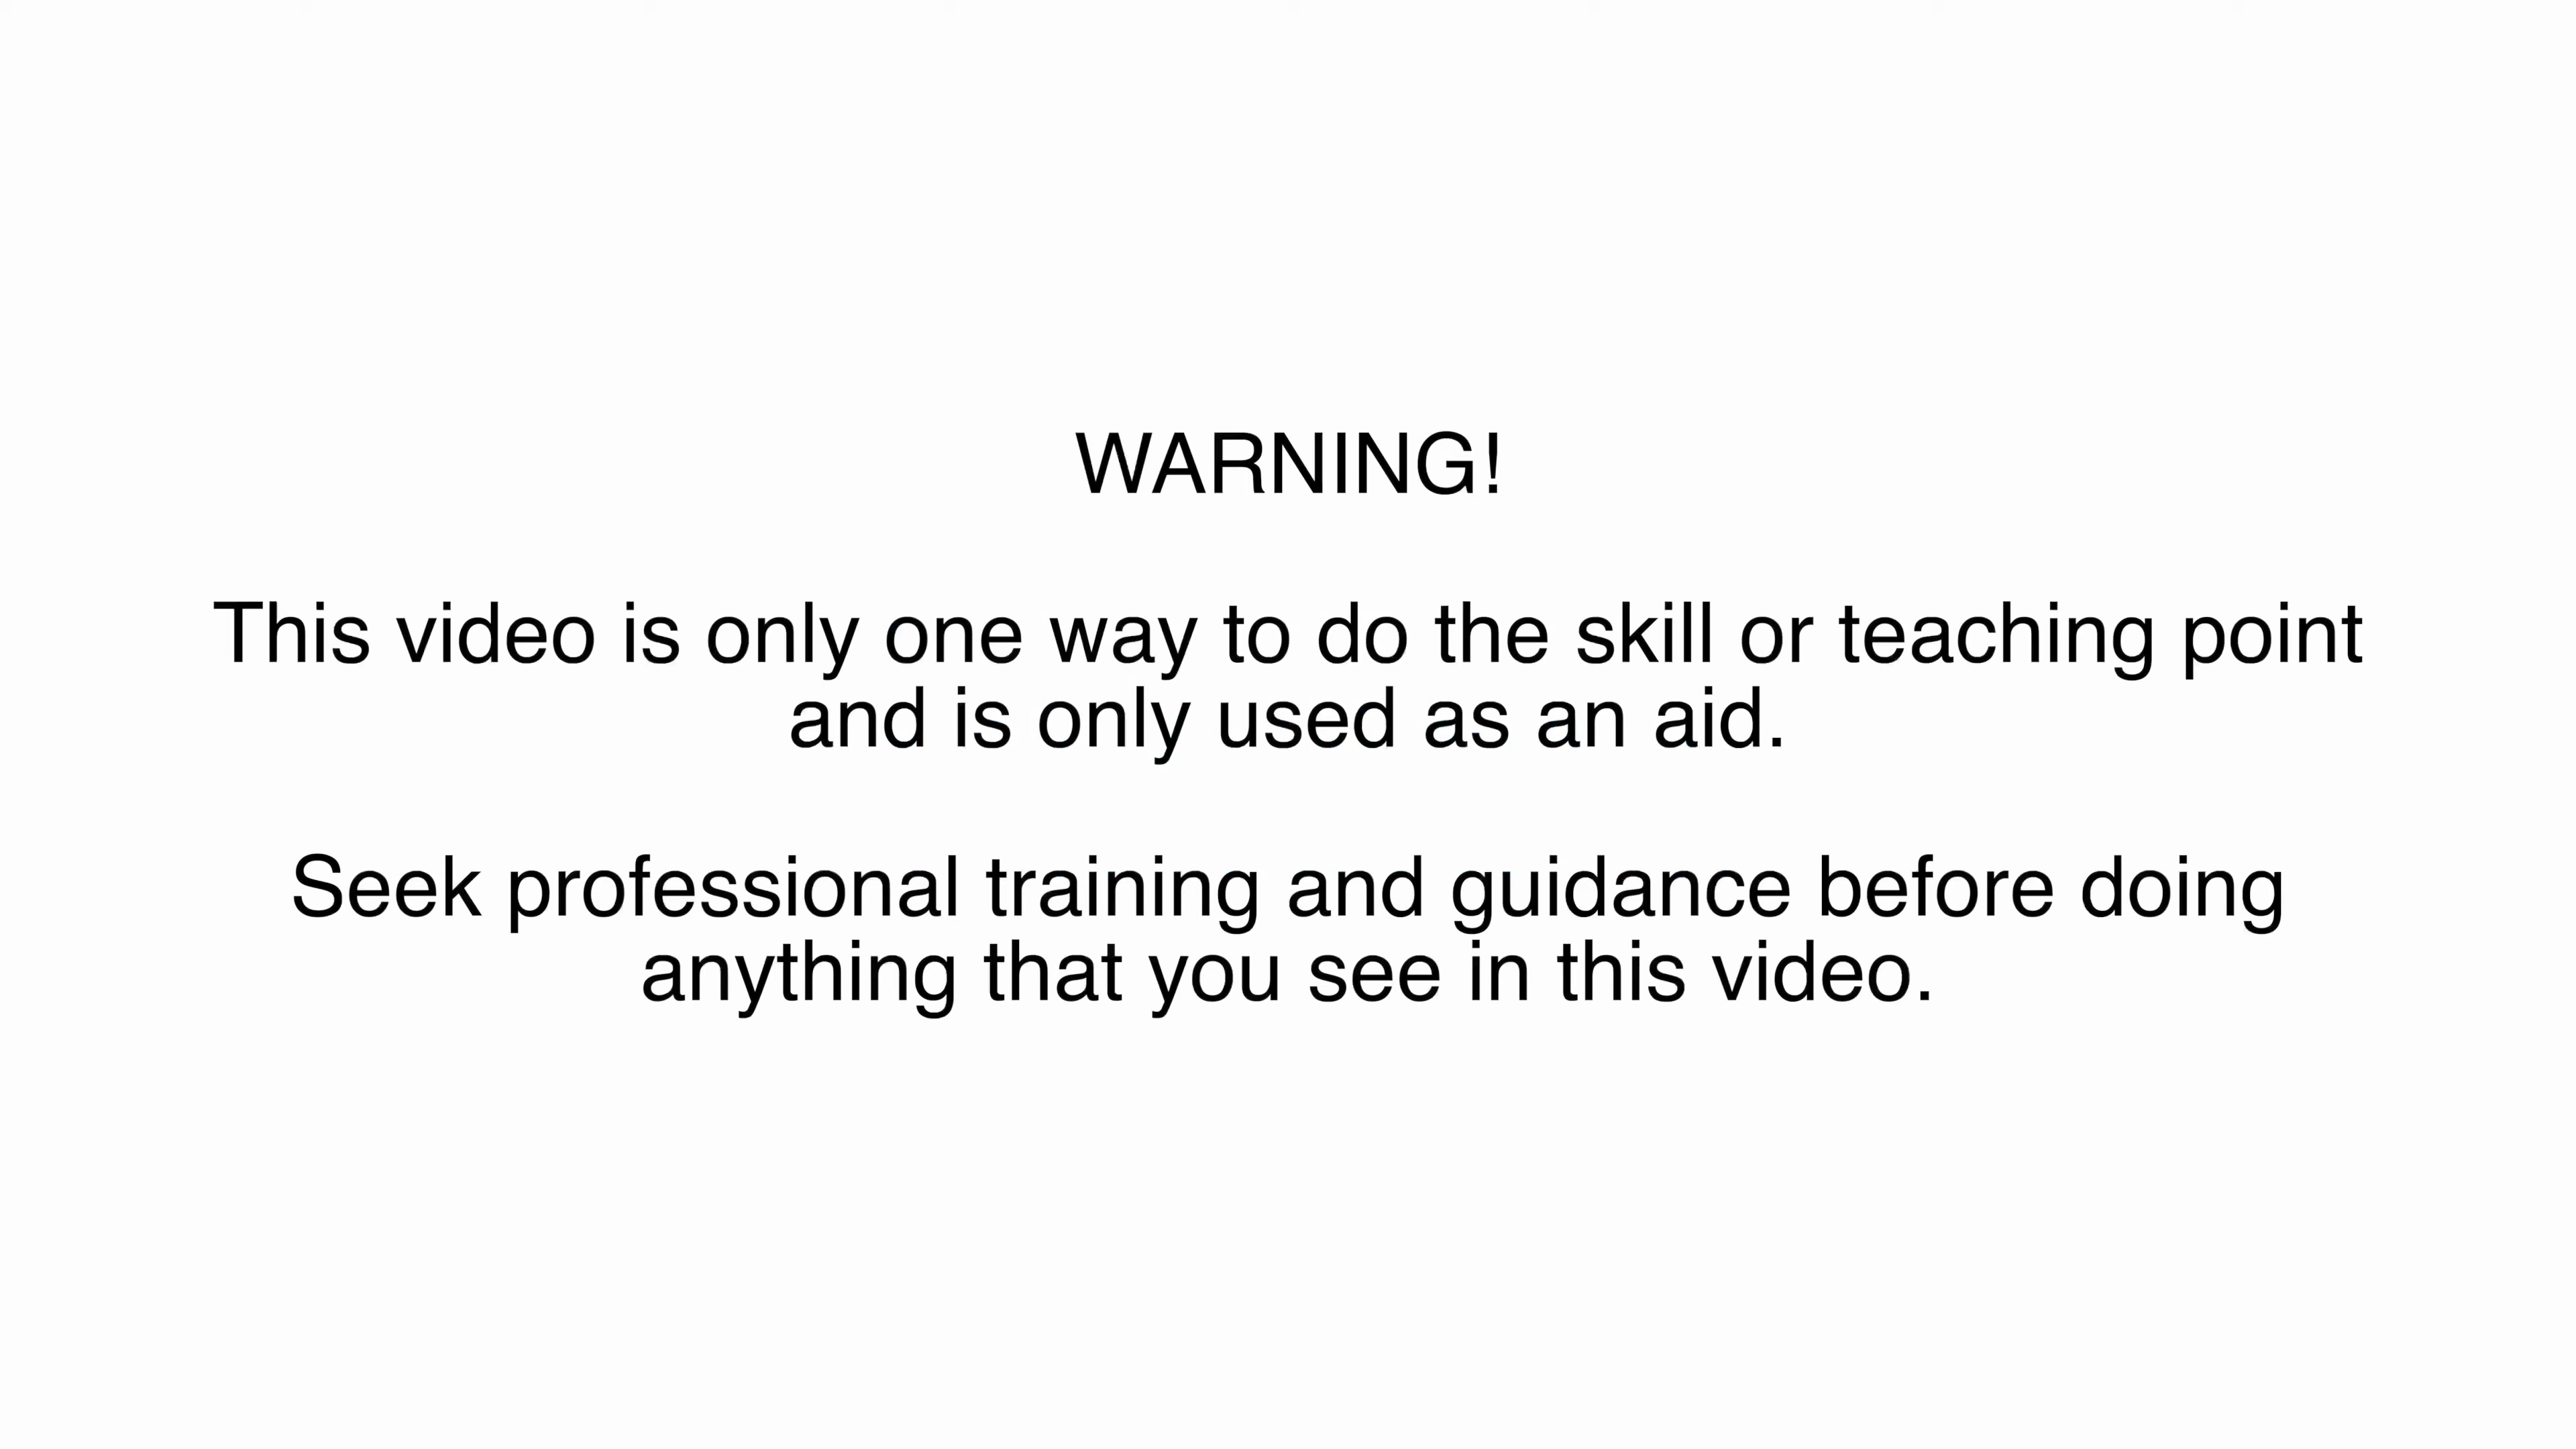 WARNING!
This video is only one way to do the skill or teaching point
and is only used as an aid.
Seek professional training and guidance before doing
anything that you see in this video.